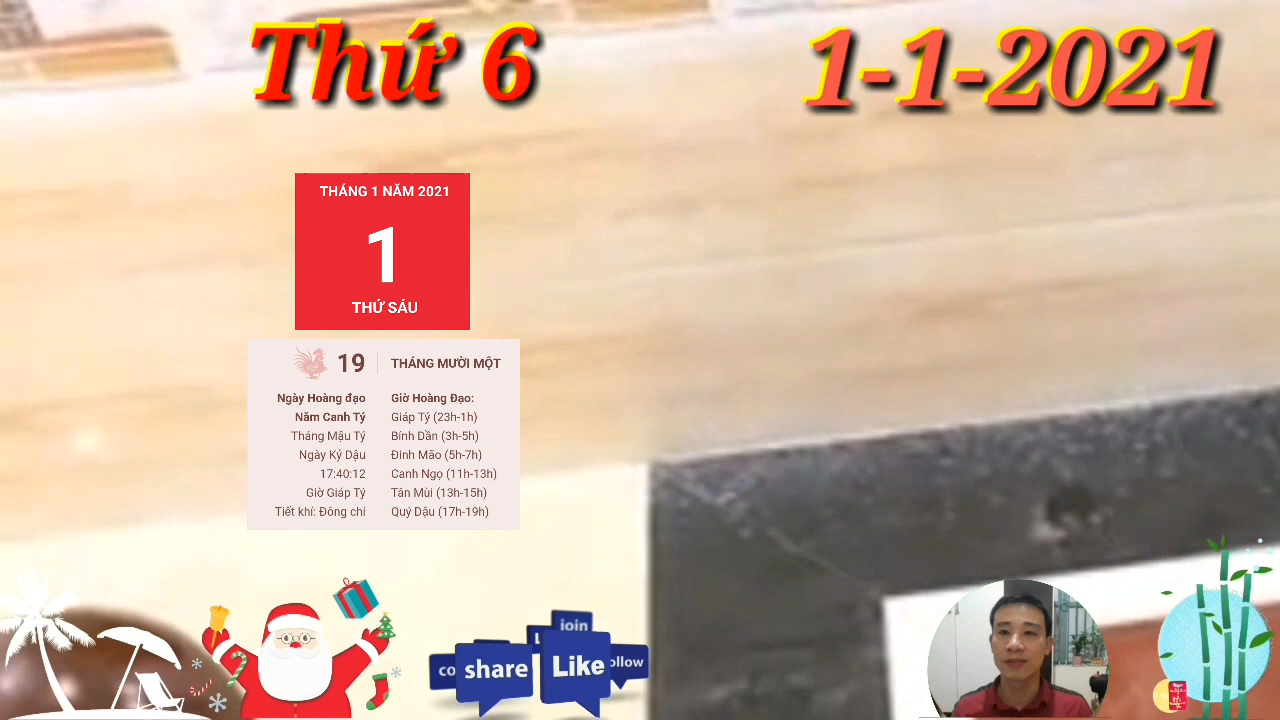 Thứ 6
1-1-2021
THÁNG 1 NĂM 2021
1
THỨ SÁU
19
THÁNG MƯỜI MỘT
Ngày Hoàng đạo
Năm Canh Tý
Tháng Mậu Tý
Ngày Kỷ Dậu
17:40:12
Giờ Giáp Tý
Tiết khí: Đông chí
Giờ Hoàng Đạo:
Giáp Tý (23h-1h)
Bính Dần (3h-5h)
Đinh Mão (5h-7h)
Canh Ngọ (11h-13h)
Tân Mùi (13h-15h)
Quý Dậu (17h-19h)
join
share
Like
ollow
co